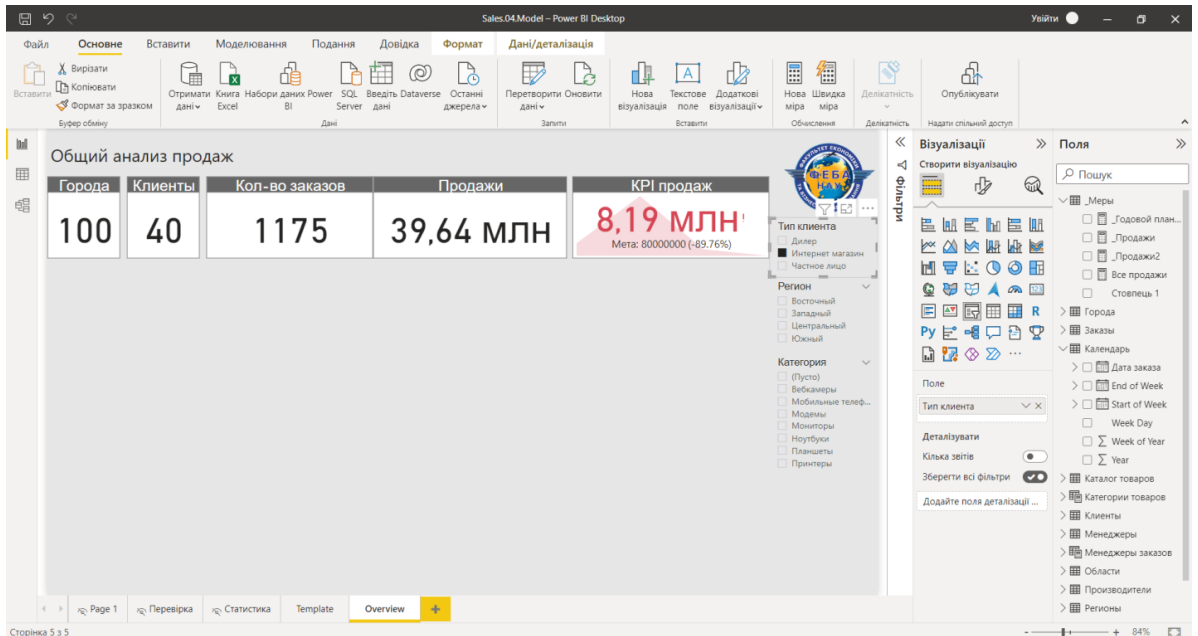 Sales.04.Model – Power BI Desktop
Увійти
Файл Основне Вставити Моделювання Подання Довідка Формат Дані/деталізація
Вставити
Вирізати
Копіювати
Формат за зразком
Буфер обміну
Отримати дані
Книга Excel
Набори даних Power BI
SQL Server
Введіть дані
Dataverse
Останні джерела
Дані
Перетворити дані
Оновити
Запити
Нова візуалізація
Текстове поле
Додаткові візуалізації
Вставити
Нова міра
Швидка міра
Обчислення
Делікатність
Делікатність
Опублікувати
Надати спільний доступ
Общий анализ продаж
Города
100
Клиенты
40
Кол-во заказов
1175
Продажи
39,64 млн
KPI продаж
8,19 млн!
Мета: 80000000 (-89.76%)
ФЕБА
НАУ
Тип клиента
Дилер
Интернет магазин
Частное лицо
Регион
Восточный
Западный
Центральный
Южный
Категория
(Пусто)
Вебкамеры
Мобильные телеф...
Модемы
Мониторы
Ноутбуки
Планшеты
Принтеры
Фільтри
Візуалізації
Створити візуалізацію
R
Py
Поле
Тип клиента
Деталізувати
Кілька звітів
Зберегти всі фільтри
Додайте поля деталізації ...
Поля
Пошук
_Меры
_Годовой план...
_Продажи
_Продажи2
Все продажи
Стовпець 1
Города
Заказы
Календарь
Дата заказа
End of Week
Start of Week
Week Day
Week of Year
Year
Каталог товаров
Категории товаров
Клиенты
Менеджеры
Менеджеры заказов
Области
Производители
Регионы
Page 1 Перевірка Статистика Template Overview
Сторінка 5 з 5
84%